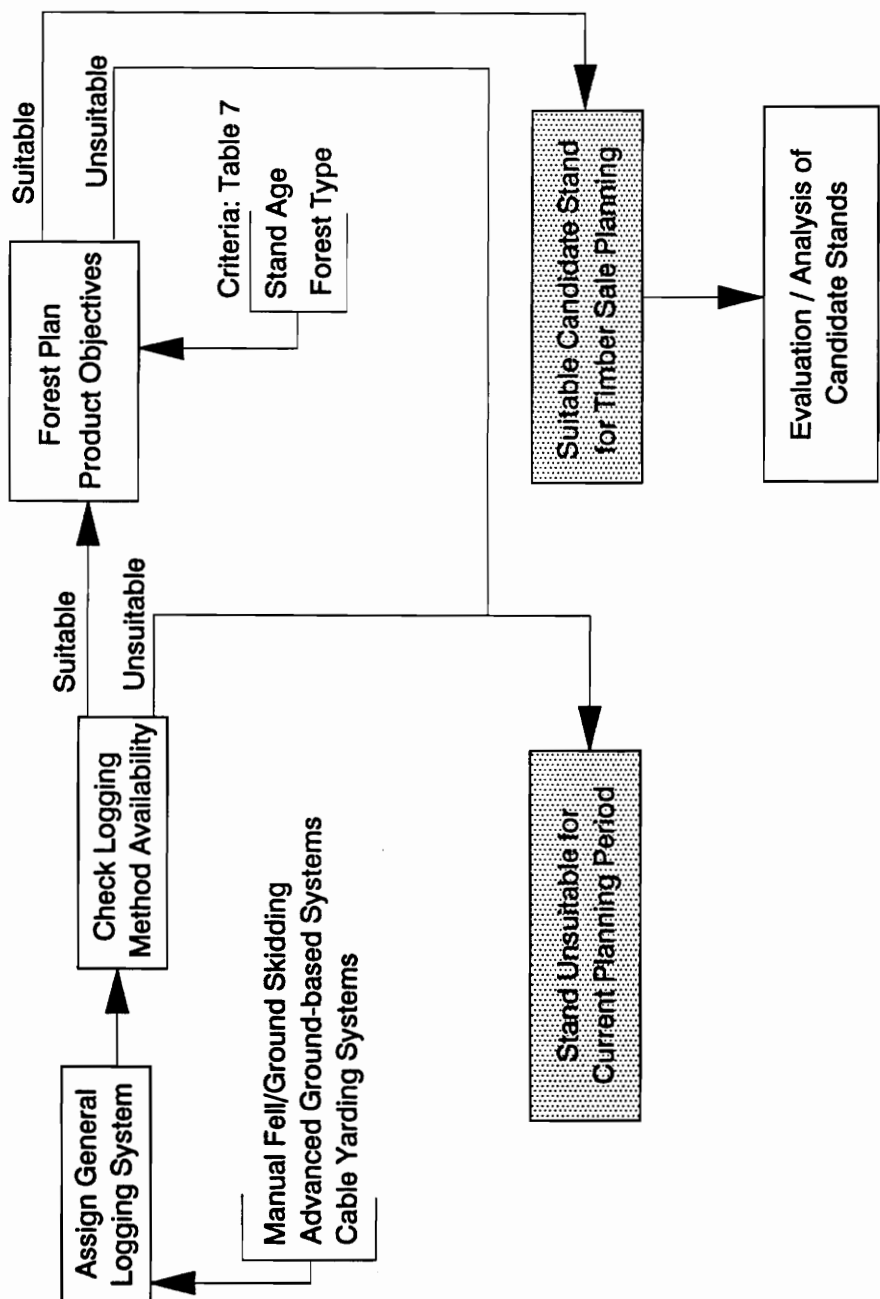 Assign General
Logging System
Manual Fell/Ground Skidding
Advanced Ground-based Systems
Cable Yarding Systems
Check Logging
Method Availability
Suitable
Unsuitable
Forest Plan
Product Objectives
Criteria: Table 7
Stand Age
Forest Type
Suitable
Unsuitable
Stand Unsuitable for
Current Planning Period
Suitable Candidate Stand
for Timber Sale Planning
Evaluation / Analysis of
Candidate Stands